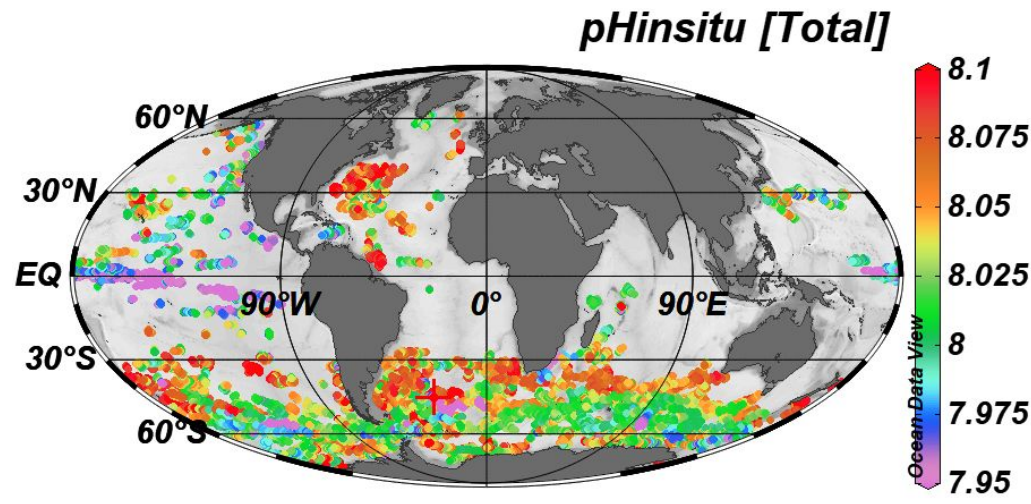 pHinsitu [Total]
60°N
30°N
EQ
30°S
60°S
90°W
0°
90°E
8.1
8.075
8.05
8.025
8
7.975
7.95
Ocean Data View